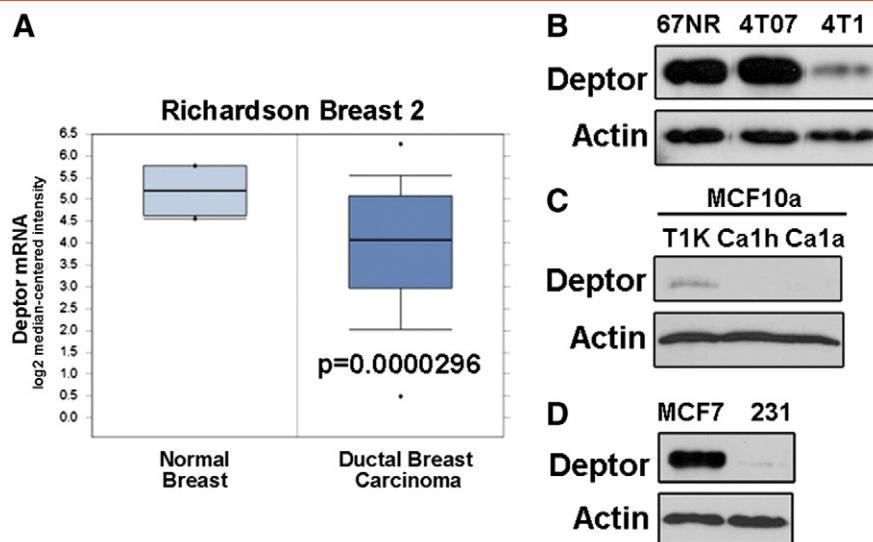 A
Richardson Breast 2
Deptor mRNA
log2 median-centered intensity
6.5
6.0
5.5
5.0
4.5
4.0
3.5
3.0
2.5
2.0
1.5
1.0
0.5
0.0
p=0.0000296
Normal
Breast
Ductal Breast
Carcinoma
B
67NR 4T07 4T1
Deptor
Actin
C
MCF10a
T1K Ca1h Ca1a
Deptor
Actin
D
MCF7 231
Deptor
Actin